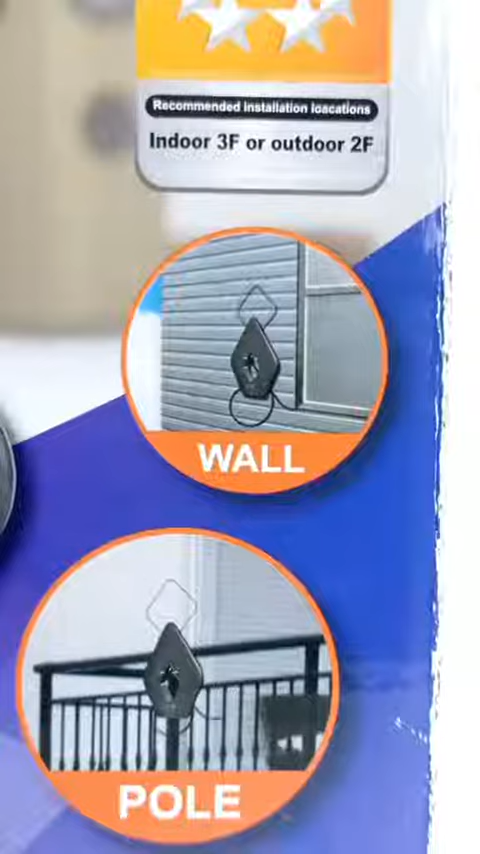 Recommended installation loacations
Indoor 3F or outdoor 2F
WALL
POLE